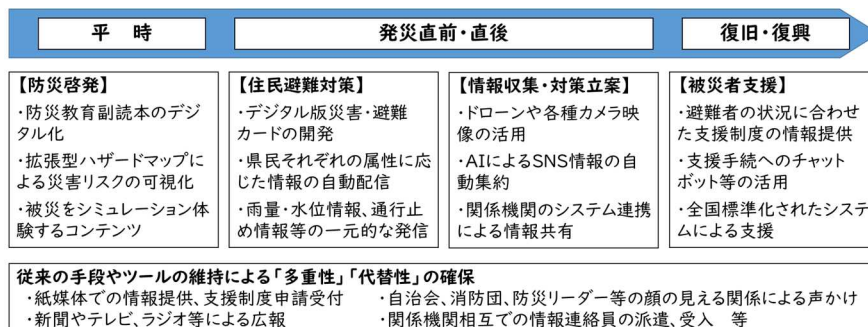 平　時
発災直前・直後
復旧・復興
【防災啓発】
・防災教育副読本のデジ
タル化
・拡張型ハザードマップに
よる災害リスクの可視化
・被災をシミュレーション体
験するコンテンツ
【住民避難対策】
・デジタル版災害・避難
カードの開発
・県民それぞれの属性に応
じた情報の自動配信
・雨量・水位情報、通行止
め情報等の一元的な発信
【情報収集・対策立案】
・ドローンや各種カメラ映
像の活用
・AIによるSNS情報の自
動集約
・関係機関のシステム連携
による情報共有
【被災者支援】
・避難者の状況に合わせ
た支援制度の情報提供
・支援手続へのチャット
ボット等の活用
・全国標準化されたシステ
ムによる支援
従来の手段やツールの維持による「多重性」「代替性」の確保
・紙媒体での情報提供、支援制度申請受付　・自治会、消防団、防災リーダー等の顔の見える関係による声かけ
・新聞やテレビ、ラジオ等による広報　・関係機関相互での情報連絡員の派遣、受入　等